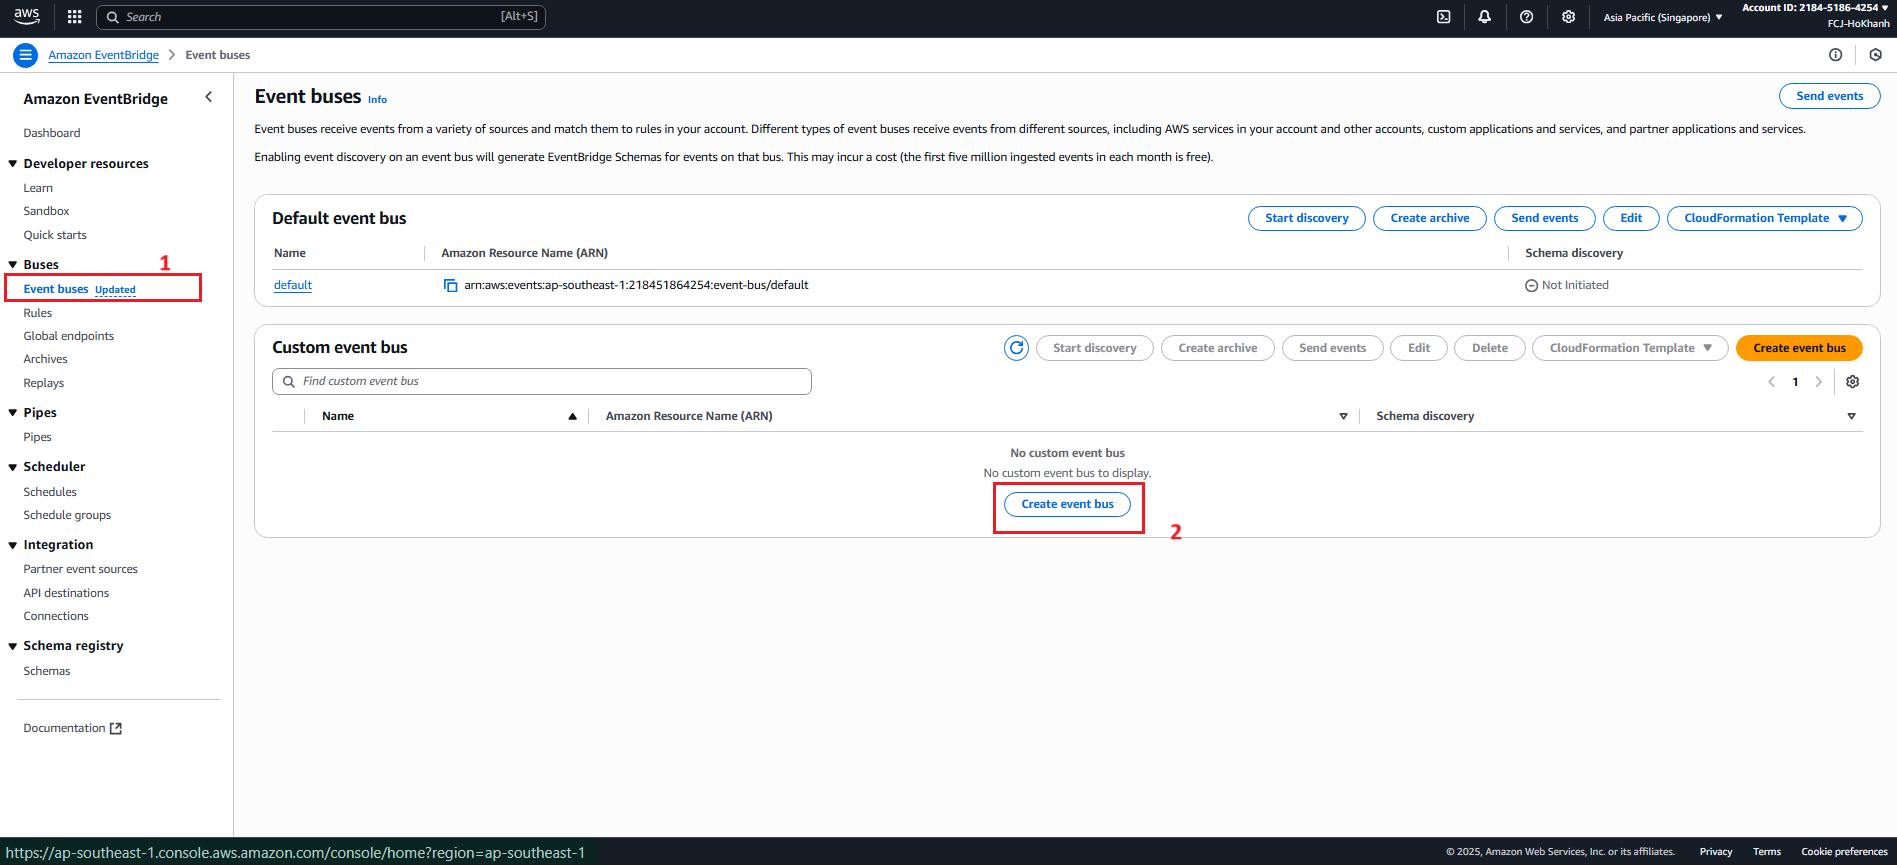 aws
Search
[Alt+S]
Asia Pacific (Singapore)
Account ID: 2184-5186-4254
FCJ-HoKhanh
Amazon EventBridge
Event buses
Amazon EventBridge
Dashboard
Developer resources
Learn
Sandbox
Quick starts
Buses
1
Event buses Updated
Rules
Global endpoints
Archives
Replays
Pipes
Pipes
Scheduler
Schedules
Schedule groups
Integration
Partner event sources
API destinations
Connections
Schema registry
Schemas
Documentation
Event buses Info
Send events
Event buses receive events from a variety of sources and match them to rules in your account. Different types of event buses receive events from different sources, including AWS services in your account and other accounts, custom applications and services, and partner applications and services.
Enabling event discovery on an event bus will generate EventBridge Schemas for events on that bus. This may incur a cost (the first five million ingested events in each month is free).
Default event bus
Start discovery
Create archive
Send events
Edit
CloudFormation Template
Name
Amazon Resource Name (ARN)
Schema discovery
default
arn:aws:events:ap-southeast-1:218451864254:event-bus/default
Not Initiated
Custom event bus
Start discovery
Create archive
Send events
Edit
Delete
CloudFormation Template
Create event bus
Find custom event bus
1
Name
Amazon Resource Name (ARN)
Schema discovery
No custom event bus
No custom event bus to display.
Create event bus
2
https://ap-southeast-1.console.aws.amazon.com/console/home?region=ap-southeast-1
© 2025, Amazon Web Services, Inc. or its affiliates.
Privacy
Terms
Cookie preferences